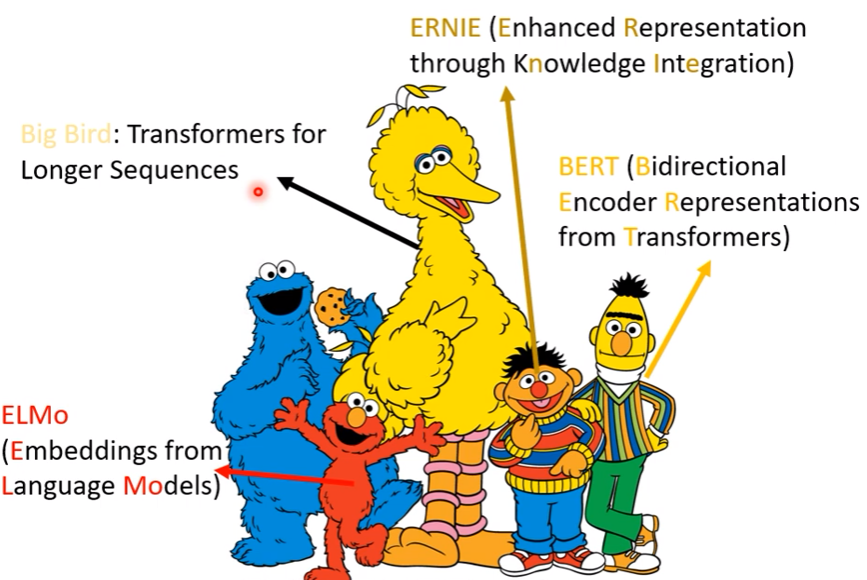 ERNIE (Enhanced Representation
through Knowledge Integration)
Big Bird: Transformers for
Longer Sequences
BERT (Bidirectional
Encoder Representations
from Transformers)
ELMo
(Embeddings from
Language Models)